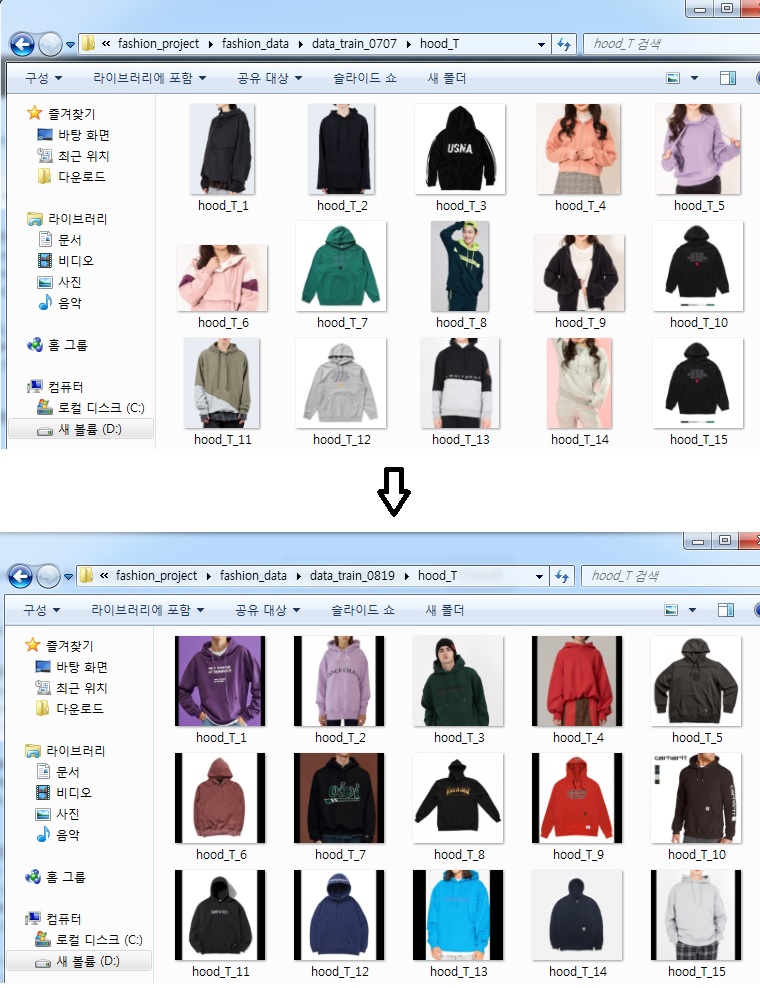 « fashion_project fashion_data data_train_0707 hood_T hood_T 검색
구성 라이브러리에 포함 공유 대상 슬라이드 쇼 새 폴더
즐겨찾기
바탕 화면
최근 위치
다운로드
라이브러리
문서
비디오
사진
음악
홈 그룹
컴퓨터
로컬 디스크 (C:)
새 볼륨 (D:)
USNA
hood_T_1 hood_T_2 hood_T_3 hood_T_4 hood_T_5
hood_T_6 hood_T_7 hood_T_8 hood_T_9 hood_T_10
hood_T_11 hood_T_12 hood_T_13 hood_T_14 hood_T_15
« fashion_project fashion_data data_train_0819 hood_T hood_T 검색
구성 라이브러리에 포함 공유 대상 슬라이드 쇼 새 폴더
즐겨찾기
바탕 화면
최근 위치
다운로드
라이브러리
문서
비디오
사진
음악
홈 그룹
컴퓨터
로컬 디스크 (C:)
새 볼륨 (D:)
hood_T_1 hood_T_2 hood_T_3 hood_T_4 hood_T_5
carhartt
hood_T_6 hood_T_7 hood_T_8 hood_T_9 hood_T_10
hood_T_11 hood_T_12 hood_T_13 hood_T_14 hood_T_15